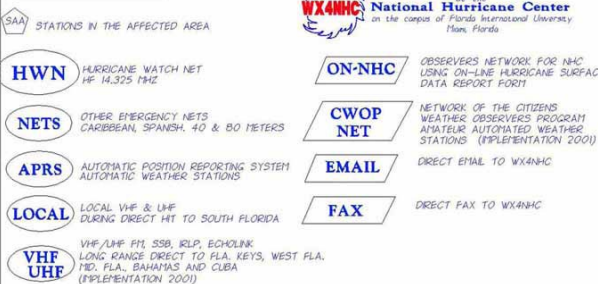 SAA STATIONS IN THE AFFECTED AREA
WX4NHC National Hurricane Center
on the campus of Florida International University
Miami, Florida
HWN HURRICANE WATCH NET
HF 14.325 MHZ
NETS OTHER EMERGENCY NETS
CARIBBEAN, SPANISH, 40 & 80 METERS
APRS AUTOMATIC POSITION REPORTING SYSTEM
AUTOMATIC WEATHER STATIONS
LOCAL LOCAL VHF & UHF
DURING DIRECT HIT TO SOUTH FLORIDA
VHF UHF
VHF/UHF FM, SSB, IRLP, ECHOLINK
LONG RANGE DIRECT TO FLA. KEYS, WEST FLA.
MID. FLA., BAHAMAS AND CUBA
(IMPLEMENTATION 2001)
ON-NHC OBSERVERS NETWORK FOR NHC
USING ON-LINE HURRICANE SURFAC
DATA REPORT FORM
CWOP
NET
NETWORK OF THE CITIZENS
WEATHER OBSERVERS PROGRAM
AMATEUR AUTOMATED WEATHER
STATIONS (IMPLEMENTATION 2001)
EMAIL DIRECT EMAIL TO WX4NHC
FAX DIRECT FAX TO WX4NHC